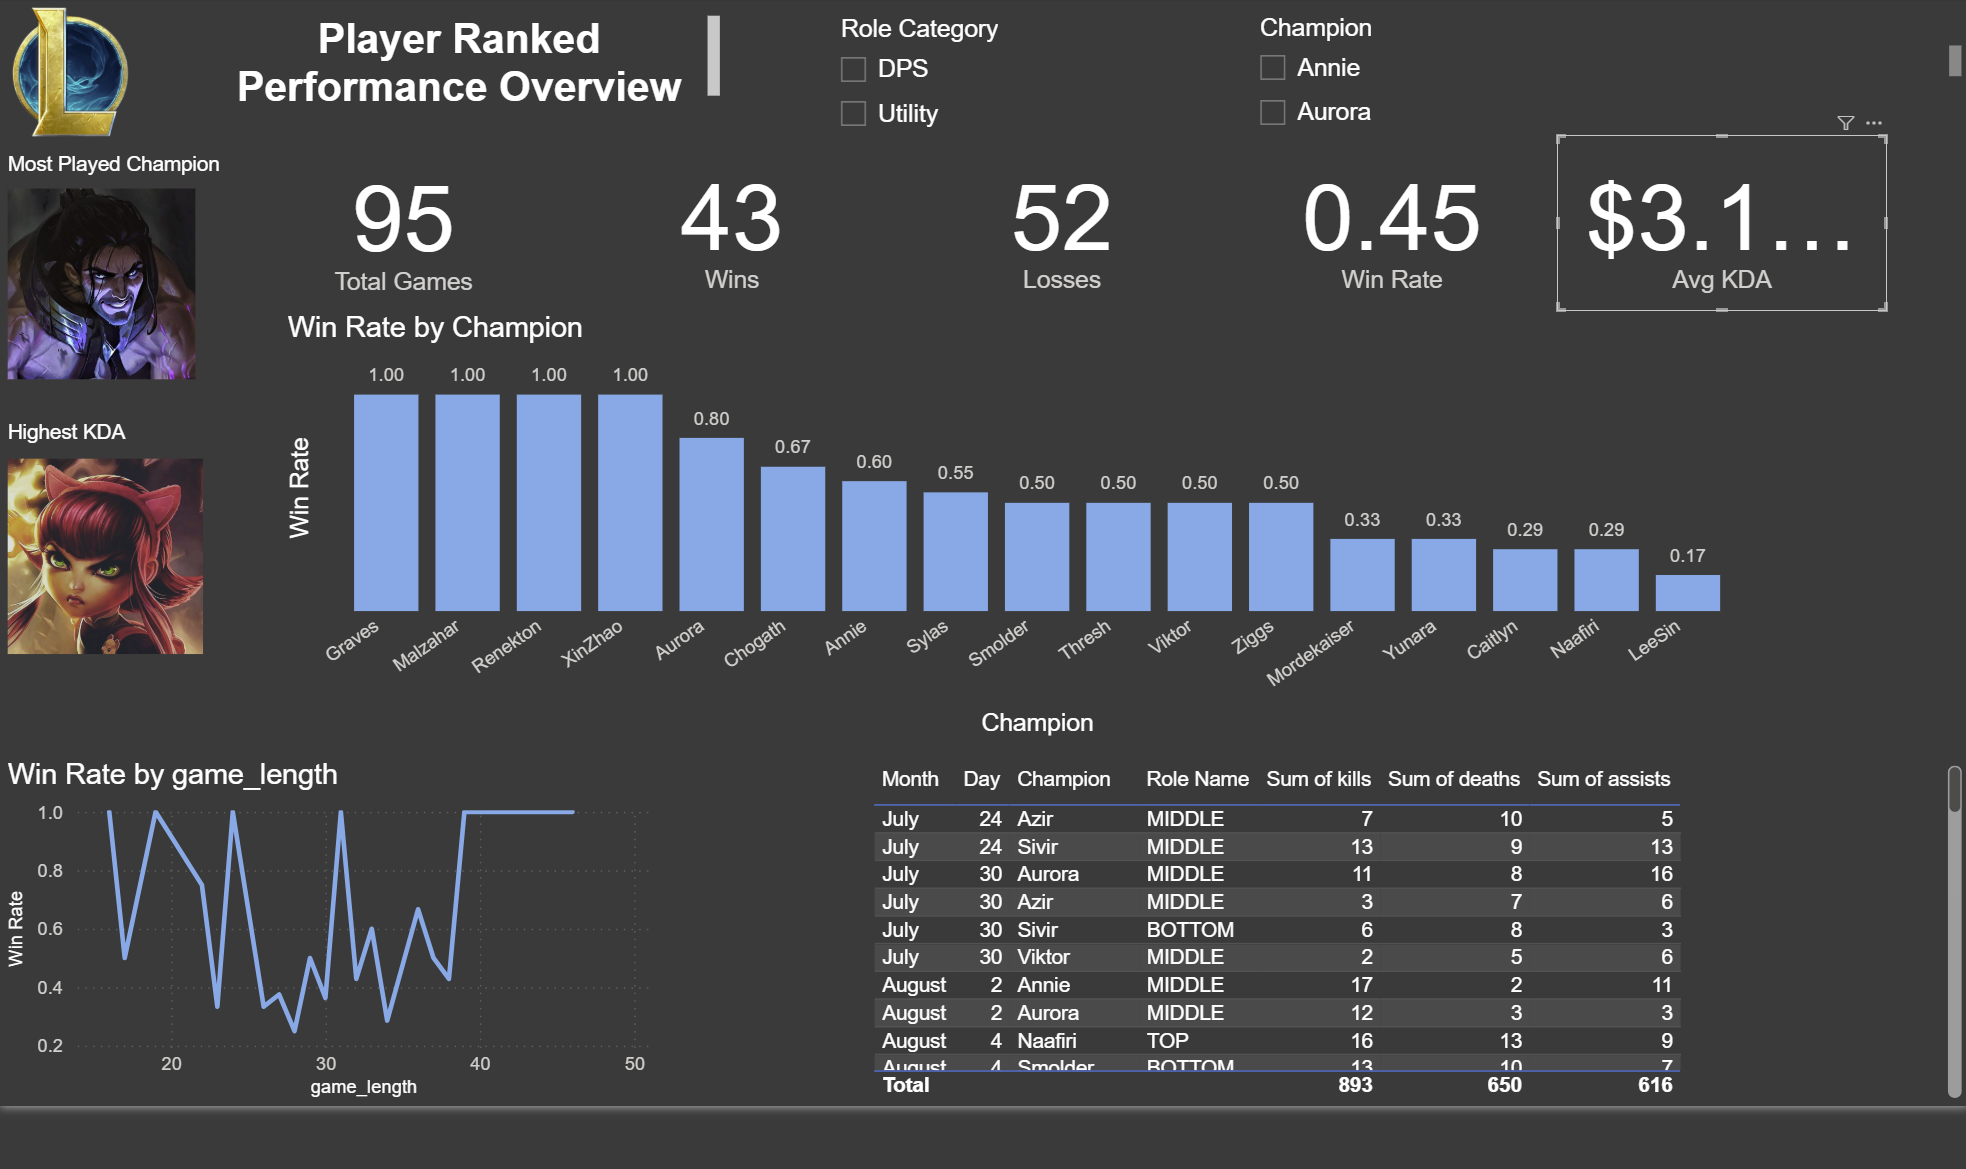 Player Ranked
Performance Overview
Role Category
DPS
Utility
Champion
Annie
Aurora
Most Played Champion
95
Total Games
43
Wins
52
Losses
0.45
Win Rate
$3.1...
Avg KDA
Highest KDA
Win Rate by Champion
Win Rate
1.00 1.00 1.00 1.00 0.80 0.67 0.60 0.55 0.50 0.50 0.50 0.50 0.33 0.33 0.29 0.29 0.17
Graves Malzahar Renekton XinZhao Aurora Chogath Annie Sylas Smolder Thresh Viktor Ziggs Mordekaiser Yunara Caitlyn Naafiri LeeSin
Win Rate by game_length
Win Rate
1.0
0.8
0.6
0.4
0.2
20 30 40 50
game_length
Champion
Month Day Champion Role Name Sum of kills Sum of deaths Sum of assists
July 24 Azir MIDDLE 7 10 5
July 24 Sivir MIDDLE 13 9 13
July 30 Aurora MIDDLE 11 8 16
July 30 Azir MIDDLE 3 7 6
July 30 Sivir BOTTOM 6 8 3
July 30 Viktor MIDDLE 2 5 6
August 2 Annie MIDDLE 17 2 11
August 2 Aurora MIDDLE 12 3 3
August 4 Naafiri TOP 16 13 9
August 4 Smolder BOTTOM 13 10 7
Total 893 650 616